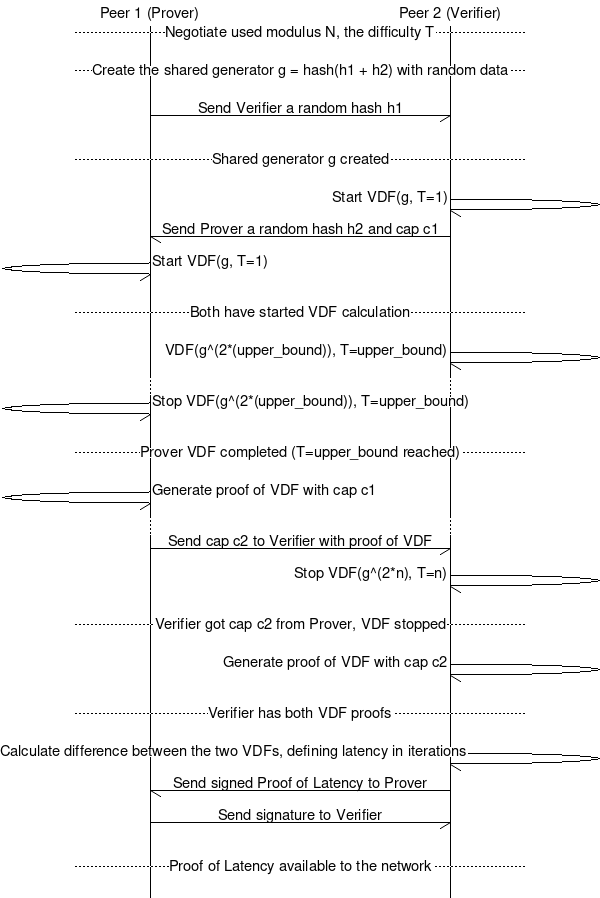 Peer 1 (Prover)
Peer 2 (Verifier)
Negotiate used modulus N, the difficulty T
Create the shared generator g = hash(h1 + h2) with random data
Send Verifier a random hash h1
Shared generator g created
Start VDF(g, T=1)
Send Prover a random hash h2 and cap c1
Start VDF(g, T=1)
Both have started VDF calculation
VDF(g^(2*(upper_bound)), T=upper_bound)
Stop VDF(g^(2*(upper_bound)), T=upper_bound)
Prover VDF completed (T=upper_bound reached)
Generate proof of VDF with cap c1
Send cap c2 to Verifier with proof of VDF
Stop VDF(g^(2*n), T=n)
Verifier got cap c2 from Prover, VDF stopped
Generate proof of VDF with cap c2
Verifier has both VDF proofs
Calculate difference between the two VDFs, defining latency in iterations
Send signed Proof of Latency to Prover
Send signature to Verifier
Proof of Latency available to the network